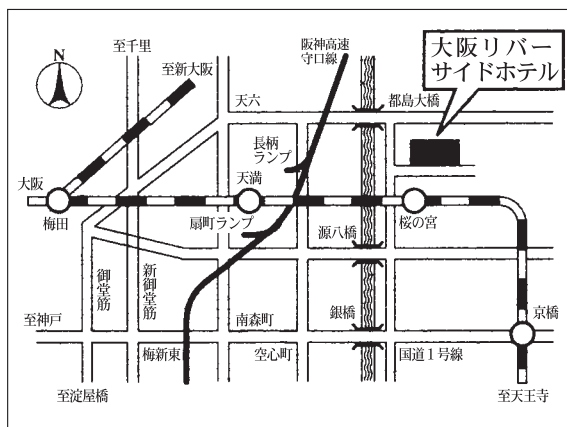 至千里
阪神高速
守口線
大阪リバー
サイドホテル
N
至新大阪
天六
都島大橋
長柄
ランプ
大阪
天満
梅田
扇町ランプ
源八橋
桜の宮
御堂筋
新御堂筋
京橋
至神戸
南森町
銀橋
梅新東
空心町
国道1号線
至淀屋橋
至天王寺